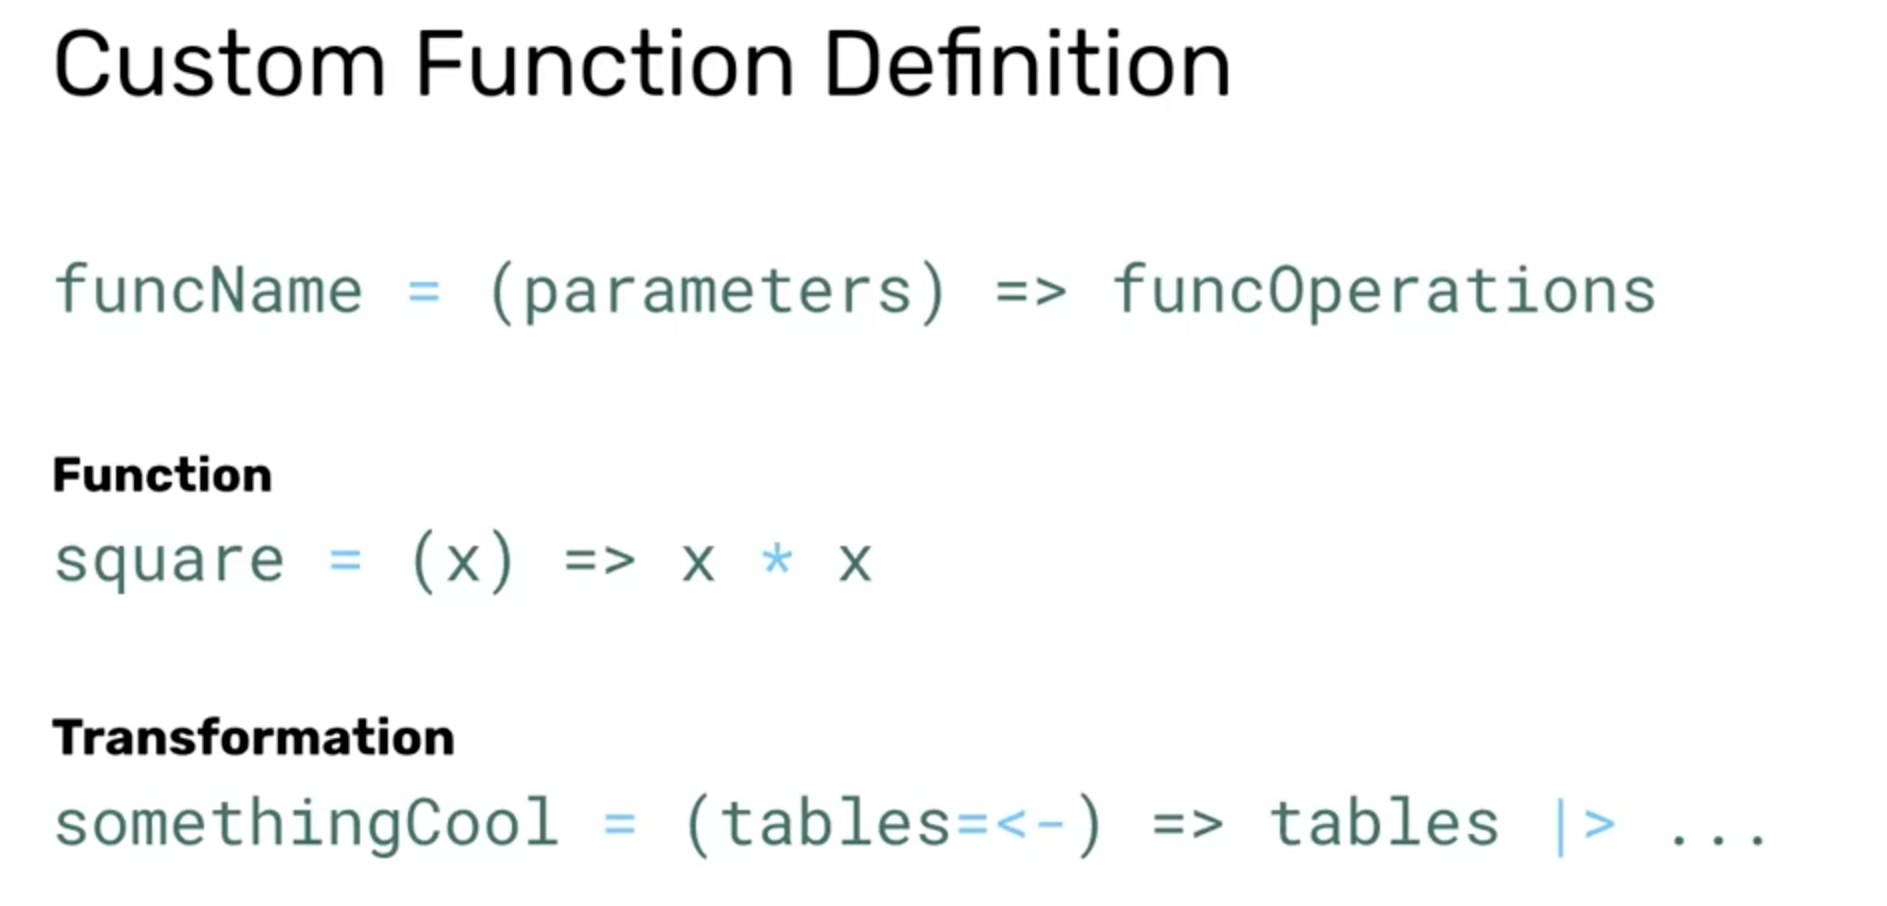 Custom Function Definition
funcName = (parameters) => funcOperations
Function
square = (x) => x * x
Transformation
somethingCool = (tables=<-) => tables |> ...